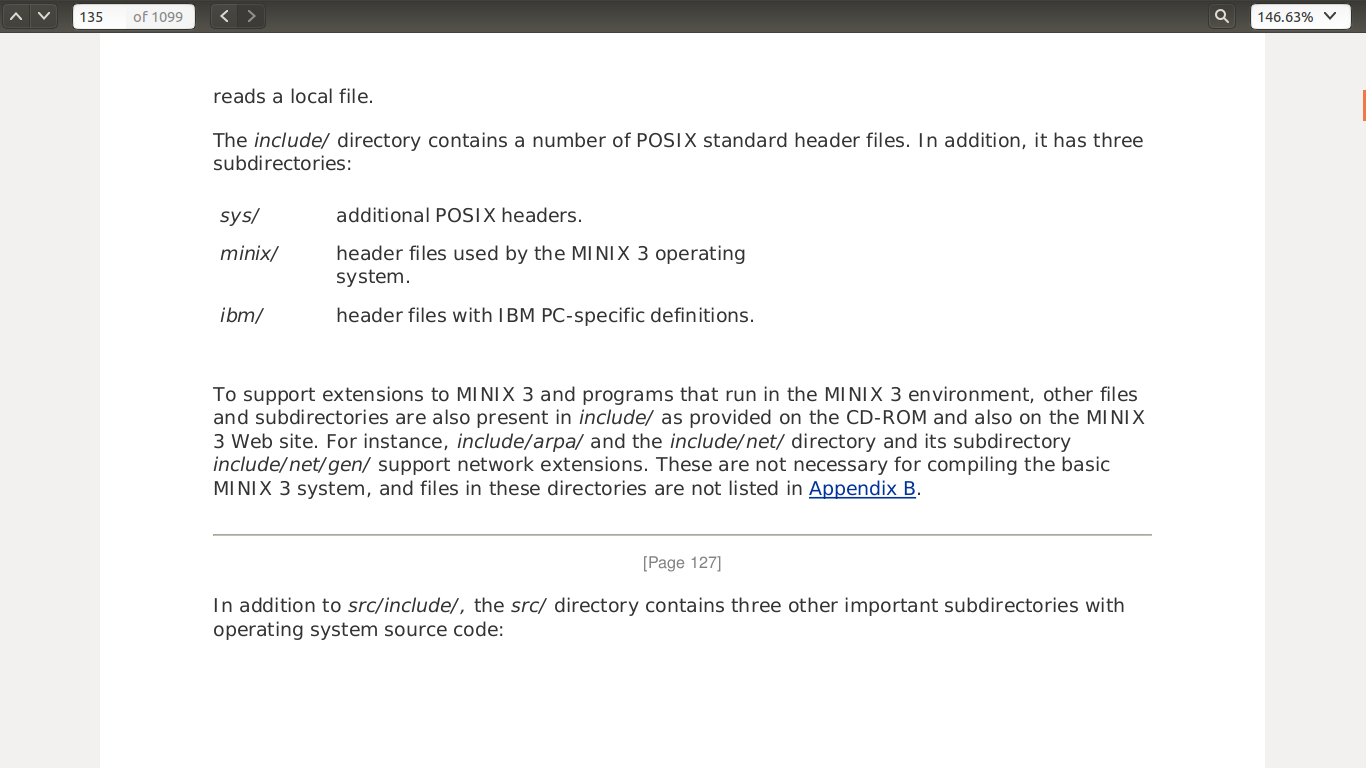 135 of 1099 146.63%
reads a local file.
The include/ directory contains a number of POSIX standard header files. In addition, it has three
subdirectories:
sys/ additional POSIX headers.
minix/ header files used by the MINIX 3 operating
system.
ibm/ header files with IBM PC-specific definitions.
To support extensions to MINIX 3 and programs that run in the MINIX 3 environment, other files
and subdirectories are also present in include/ as provided on the CD-ROM and also on the MINIX
3 Web site. For instance, include/arpa/ and the include/net/ directory and its subdirectory
include/net/gen/ support network extensions. These are not necessary for compiling the basic
MINIX 3 system, and files in these directories are not listed in Appendix B.
[Page 127]
In addition to src/include/, the src/ directory contains three other important subdirectories with
operating system source code: